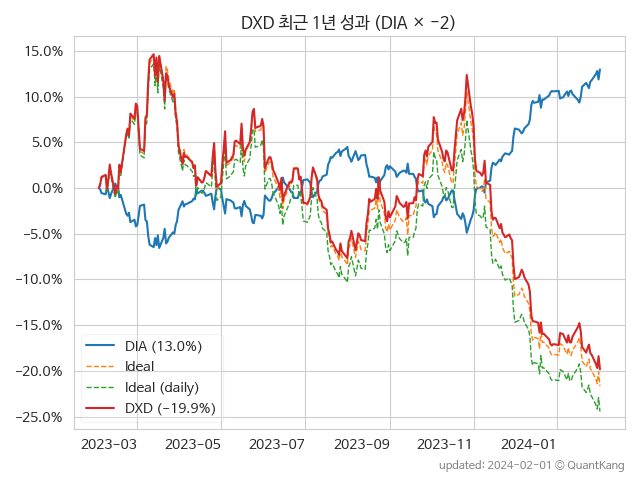 DXD 최근 1년 성과 (DIA × −2)
15.0%
10.0%
5.0%
0.0%
−5.0%
−10.0%
−15.0%
−20.0%
−25.0%
DIA (13.0%)
Ideal
Ideal (daily)
DXD (−19.9%)
2023-03 2023-05 2023-07 2023-09 2023-11 2024-01
updated: 2024-02-01 © QuantKang